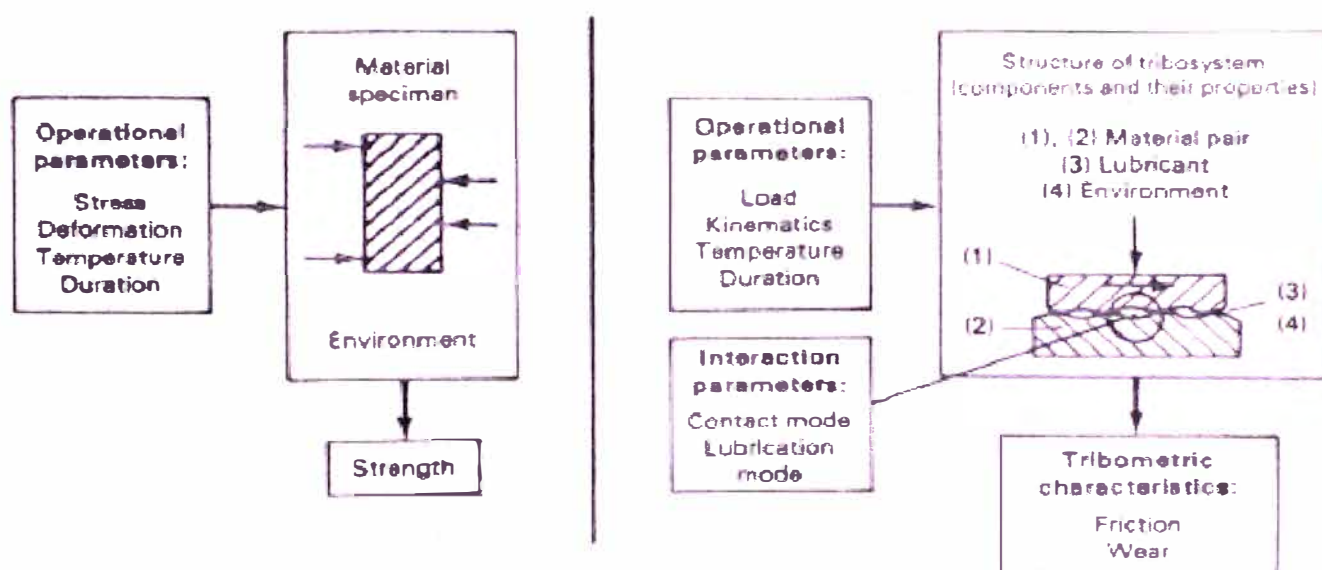 Operational
parameters:
Stress
Deformation
Temperature
Duration
Material
speciman
Environment
Strength
Operational
parameters:
Load
Kinematics
Temperature
Duration
Interaction
parameters:
Contact mode
Lubrication
mode
Structure of tribosystem
(components and their properties)
(1), (2) Material pair
(3) Lubricant
(4) Environment
(1)
(2)
(3)
(4)
Tribometric
characteristics:
Friction
Wear